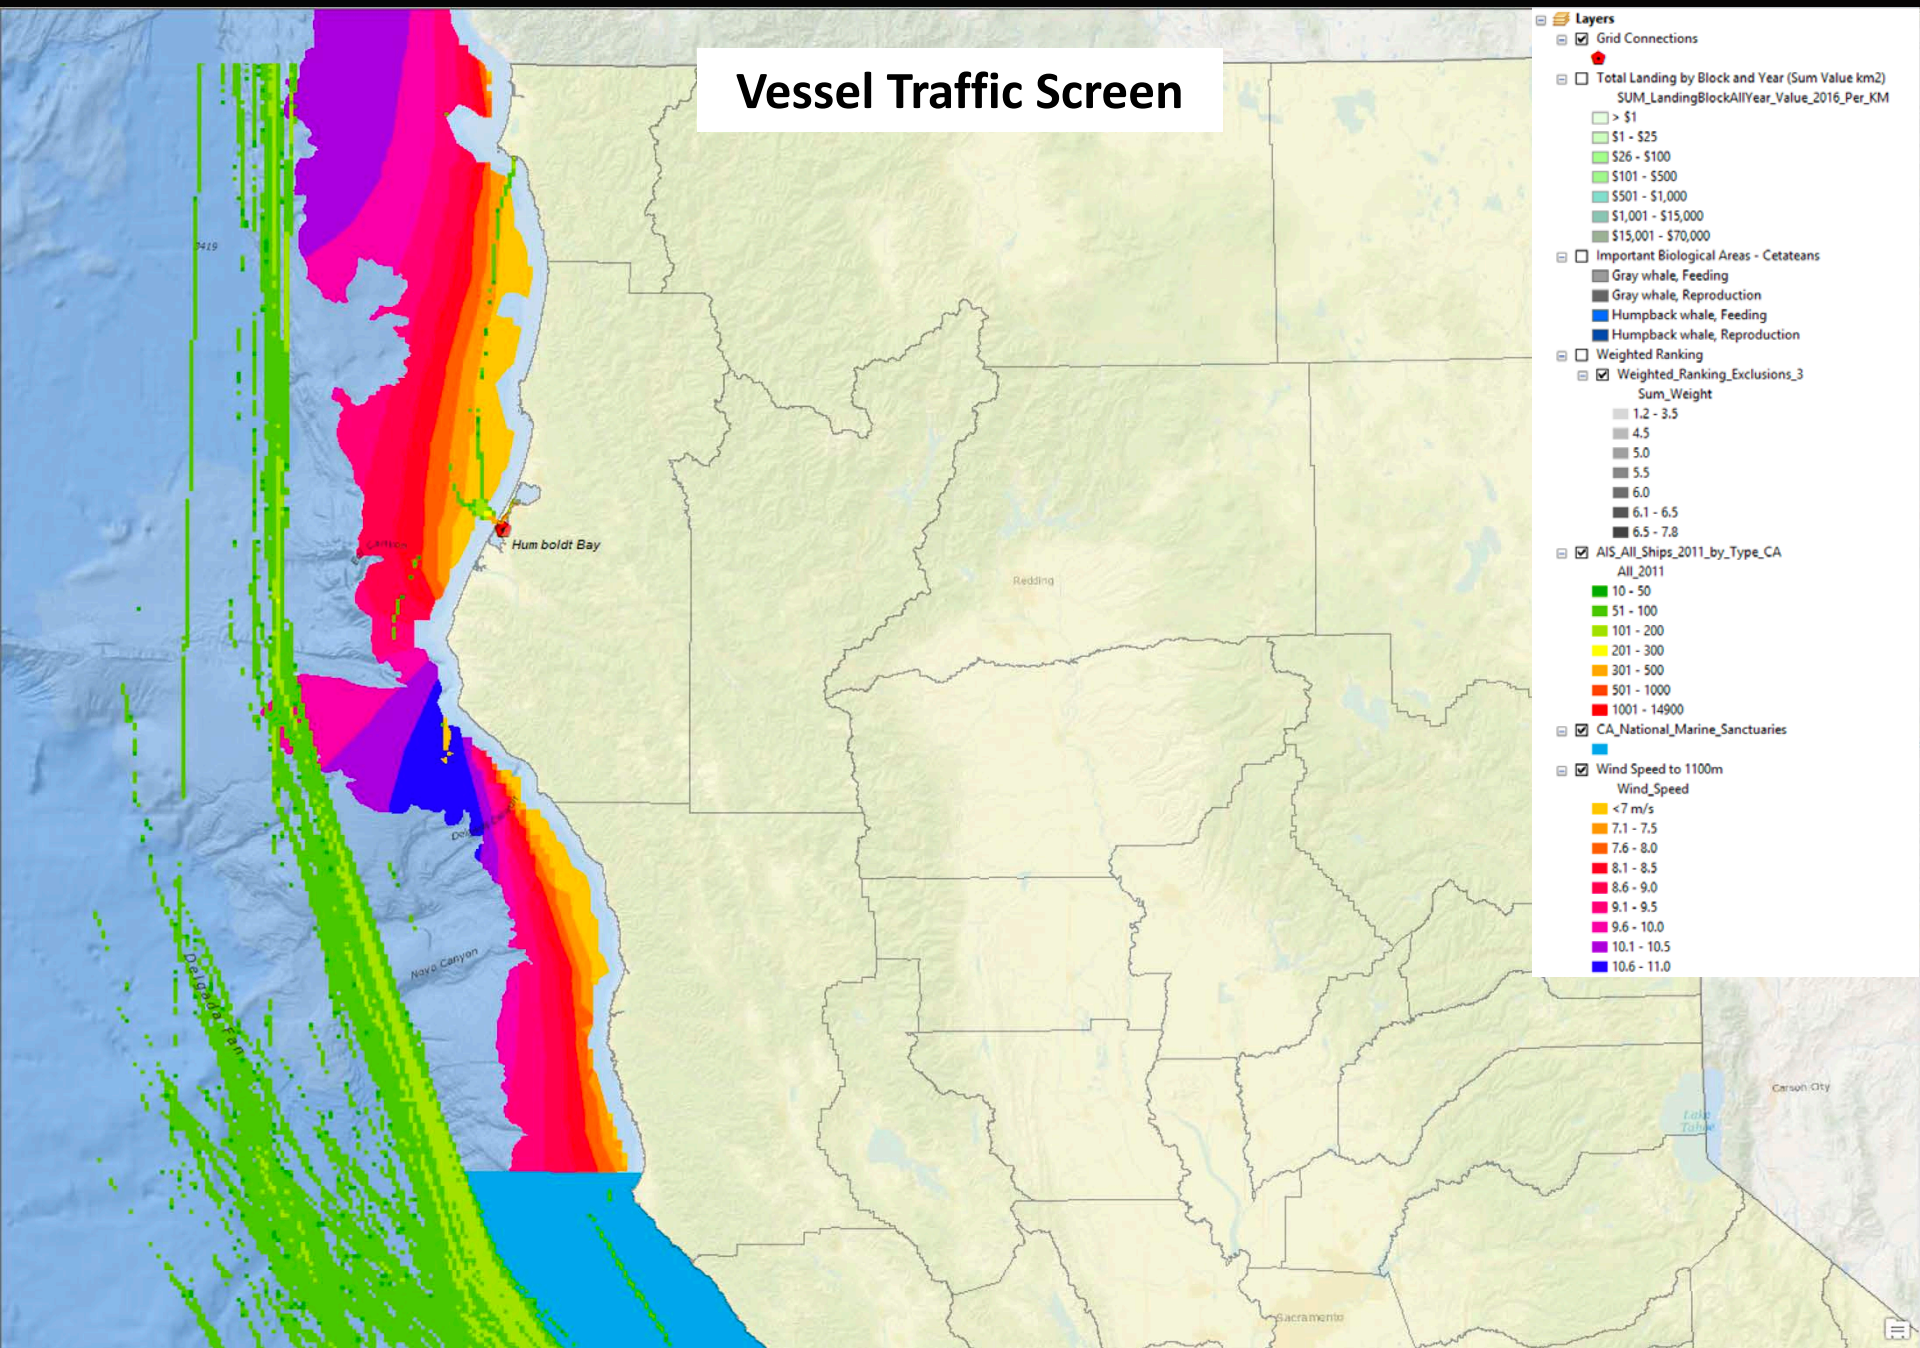 Vessel Traffic Screen
Layers
Grid Connections
Total Landing by Block and Year (Sum Value km2)
SUM_LandingBlockAllYear_Value_2016_Per_KM
> $1
$1 - $25
$26 - $100
$101 - $500
$501 - $1,000
$1,001 - $15,000
$15,001 - $70,000
Important Biological Areas - Cetateans
Gray whale, Feeding
Gray whale, Reproduction
Humpback whale, Feeding
Humpback whale, Reproduction
Weighted Ranking
Weighted_Ranking_Exclusions_3
Sum_Weight
1.2 - 3.5
4.5
5.0
5.5
6.0
6.1 - 6.5
6.5 - 7.8
AIS_All_Ships_2011_by_Type_CA
All_2011
10 - 50
51 - 100
101 - 200
201 - 300
301 - 500
501 - 1000
1001 - 14900
CA_National_Marine_Sanctuaries
Wind Speed to 1100m
Wind_Speed
<7 m/s
7.1 - 7.5
7.6 - 8.0
8.1 - 8.5
8.6 - 9.0
9.1 - 9.5
9.6 - 10.0
10.1 - 10.5
10.6 - 11.0
Humboldt Bay
Redding
Canyon
Noyo Canyon
Delgada Fan
Carson City
Lake
Tahoe
Sacramento